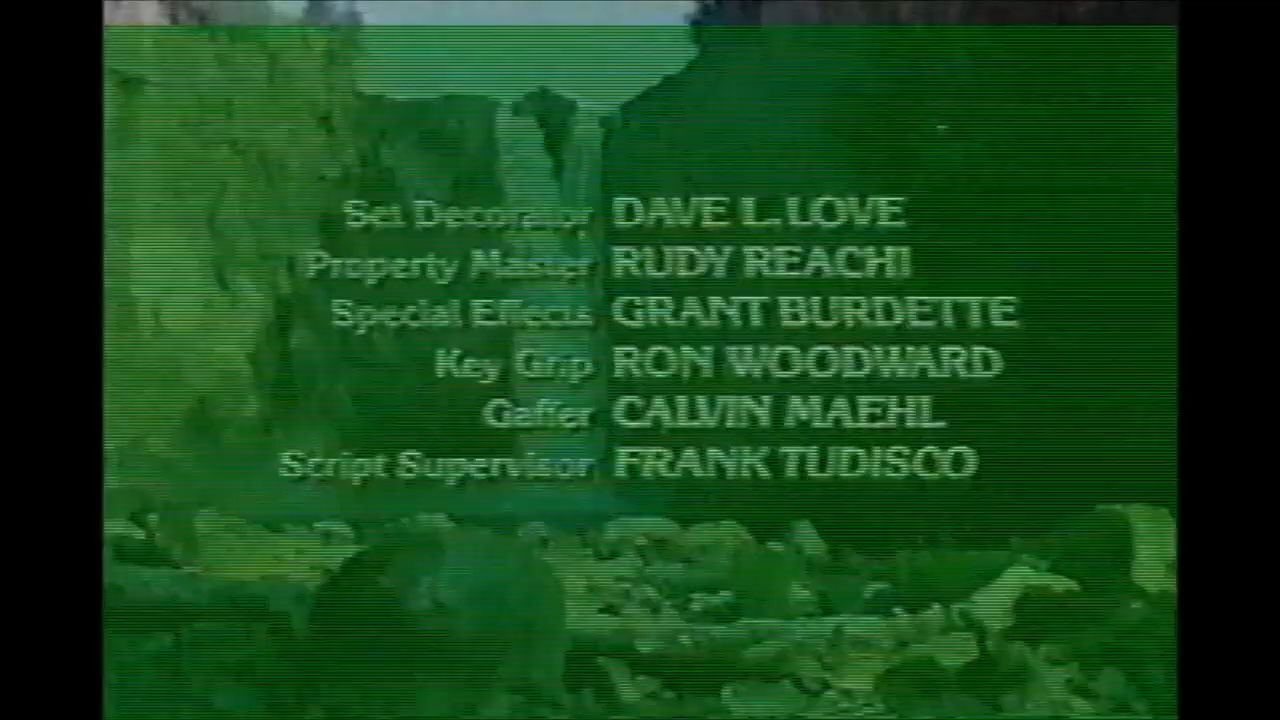 Set Decorator DAVE L. LOVE
Property Master RUDY REACHI
Special Effects GRANT BURDETTE
Key Grip RON WOODWARD
Gaffer CALVIN MAEHL
Script Supervisor FRANK TUDISCO